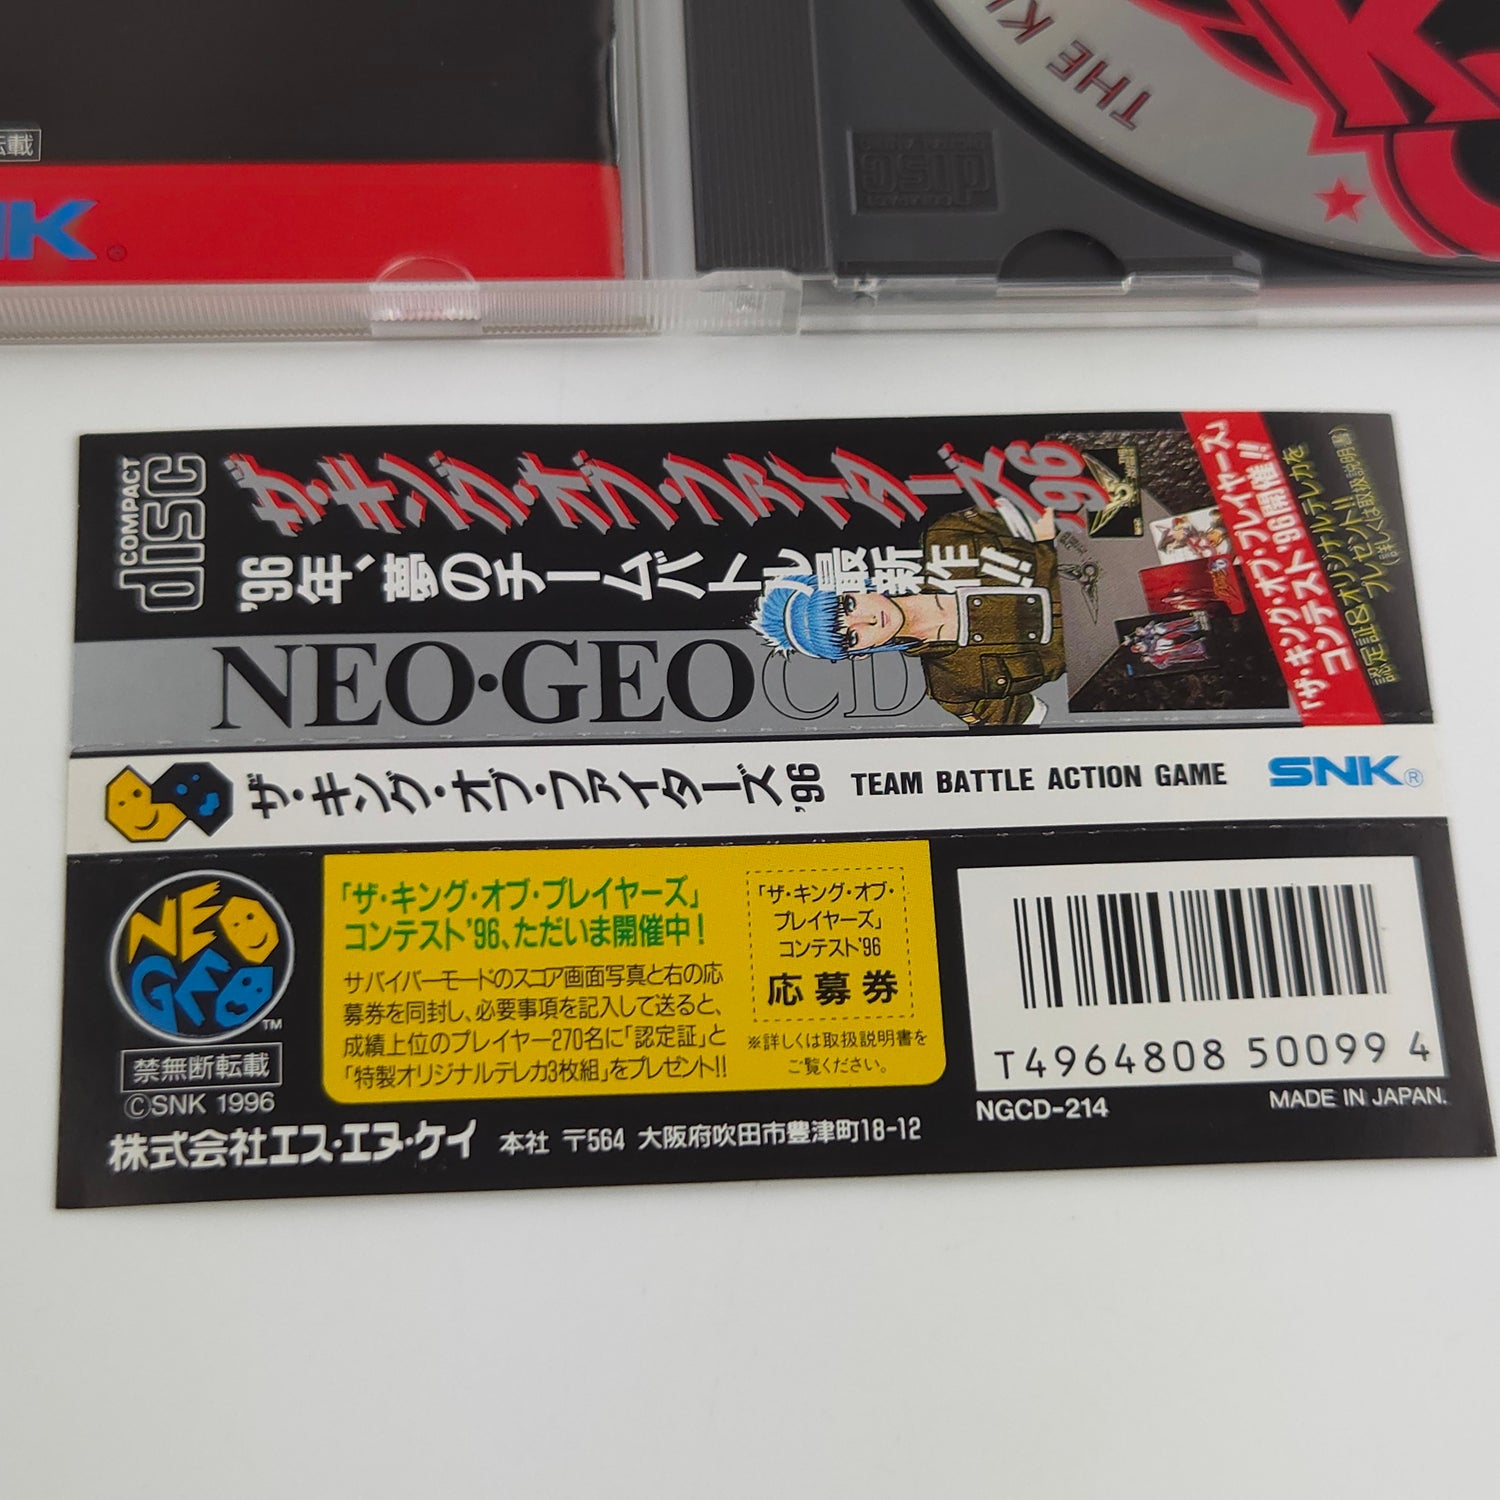 転載
SNK
THE KI
COMPACT
disc
DIGITAL AUDIO
COMPACT
disc
ザ・キング・オブ・ファイターズ'96
'96年、夢のチームバトル最新作!!
NEO・GEO CD
「ザ・キング・オブ・プレイヤーズ」
コンテスト'96開催!!
認定証&オリジナルテレカを
プレゼント!!
(詳しくは取扱説明書)
ザ・キング・オブ・ファイターズ'96
TEAM BATTLE ACTION GAME
SNK®
NEO
GEO
TM
禁無断転載
©SNK 1996
「ザ・キング・オブ・プレイヤーズ」
コンテスト'96、ただいま開催中!
サバイバーモードのスコア画面写真と右の応
募券を同封し、必要事項を記入して送ると、
成績上位のプレイヤー270名に「認定証」と
「特製オリジナルテレカ3枚組」をプレゼント!!
「ザ・キング・オブ・
プレイヤーズ」
コンテスト'96
応募券
※詳しくは取扱説明書を
ご覧ください。
T4964808 50099 4
NGCD-214
MADE IN JAPAN.
株式会社エス・エヌ・ケイ 本社 〒564 大阪府吹田市豊津町18-12